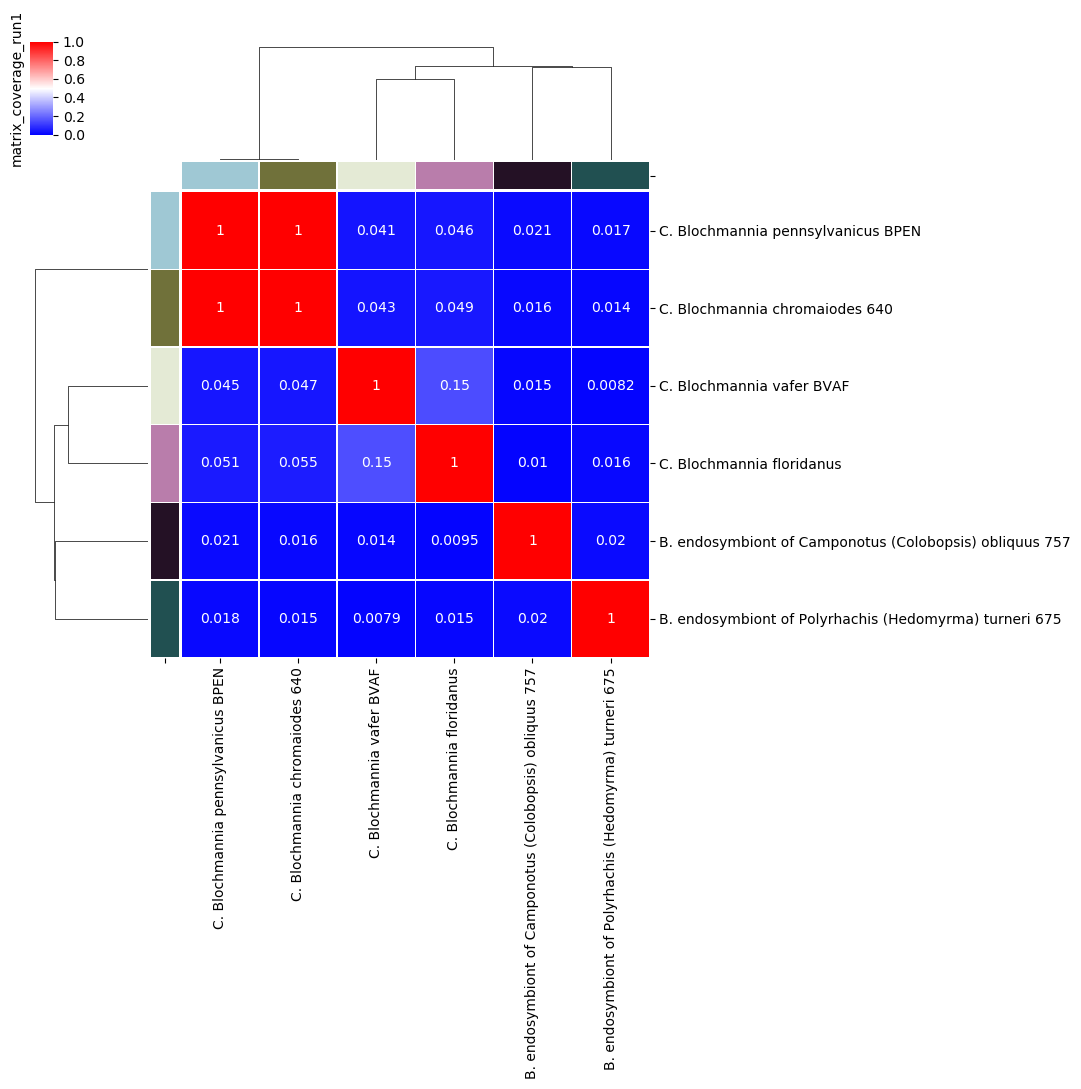 matrix_coverage_run1
1.0
0.8
0.6
0.4
0.2
0.0
1 1 0.041 0.046 0.021 0.017 C. Blochmannia pennsylvanicus BPEN
1 1 0.043 0.049 0.016 0.014 C. Blochmannia chromaiodes 640
0.045 0.047 1 0.15 0.015 0.0082 C. Blochmannia vafer BVAF
0.051 0.055 0.15 1 0.01 0.016 C. Blochmannia floridanus
0.021 0.016 0.014 0.0095 1 0.02 B. endosymbiont of Camponotus (Colobopsis) obliquus 757
0.018 0.015 0.0079 0.015 0.02 1 B. endosymbiont of Polyrhachis (Hedomyrma) turneri 675
C. Blochmannia pennsylvanicus BPEN
C. Blochmannia chromaiodes 640
C. Blochmannia vafer BVAF
C. Blochmannia floridanus
B. endosymbiont of Camponotus (Colobopsis) obliquus 757
B. endosymbiont of Polyrhachis (Hedomyrma) turneri 675